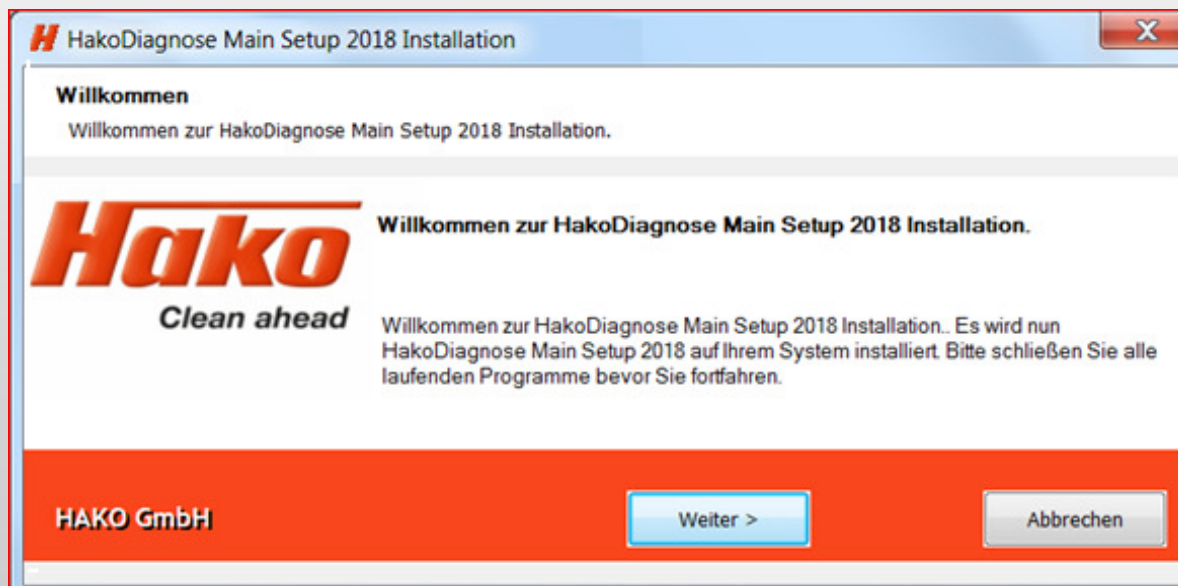 HakoDiagnose Main Setup 2018 Installation
X
Willkommen
Willkommen zur HakoDiagnose Main Setup 2018 Installation.
Hako
Clean ahead
Willkommen zur HakoDiagnose Main Setup 2018 Installation.
Willkommen zur HakoDiagnose Main Setup 2018 Installation.. Es wird nun
HakoDiagnose Main Setup 2018 auf Ihrem System installiert. Bitte schließen Sie alle
laufenden Programme bevor Sie fortfahren.
HAKO GmbH
Weiter >
Abbrechen